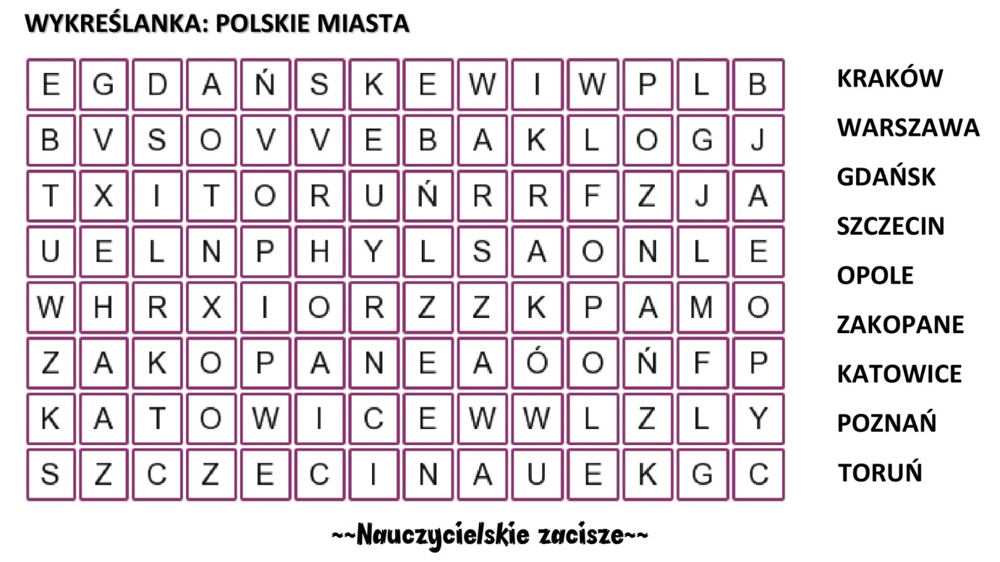 WYKREŚLANKA: POLSKIE MIASTA
E G D A Ń S K E W I W P L B
B V S O V V E B A K L O G J
T X I T O R U Ń R R F Z J A
U E L N P H Y L S A O N L E
W H R X I O R Z Z K P A M O
Z A K O P A N E A Ó O Ń F P
K A T O W I C E W W L Z L Y
S Z C Z E C I N A U E K G C
KRAKÓW
WARSZAWA
GDAŃSK
SZCZECIN
OPOLE
ZAKOPANE
KATOWICE
POZNAŃ
TORUŃ
~~Nauczycielskie zacisze~~